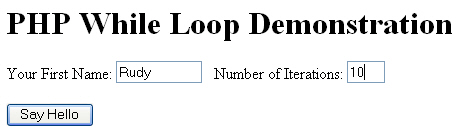 PHP While Loop Demonstration
Your First Name: Rudy Number of Iterations: 10
Say Hello